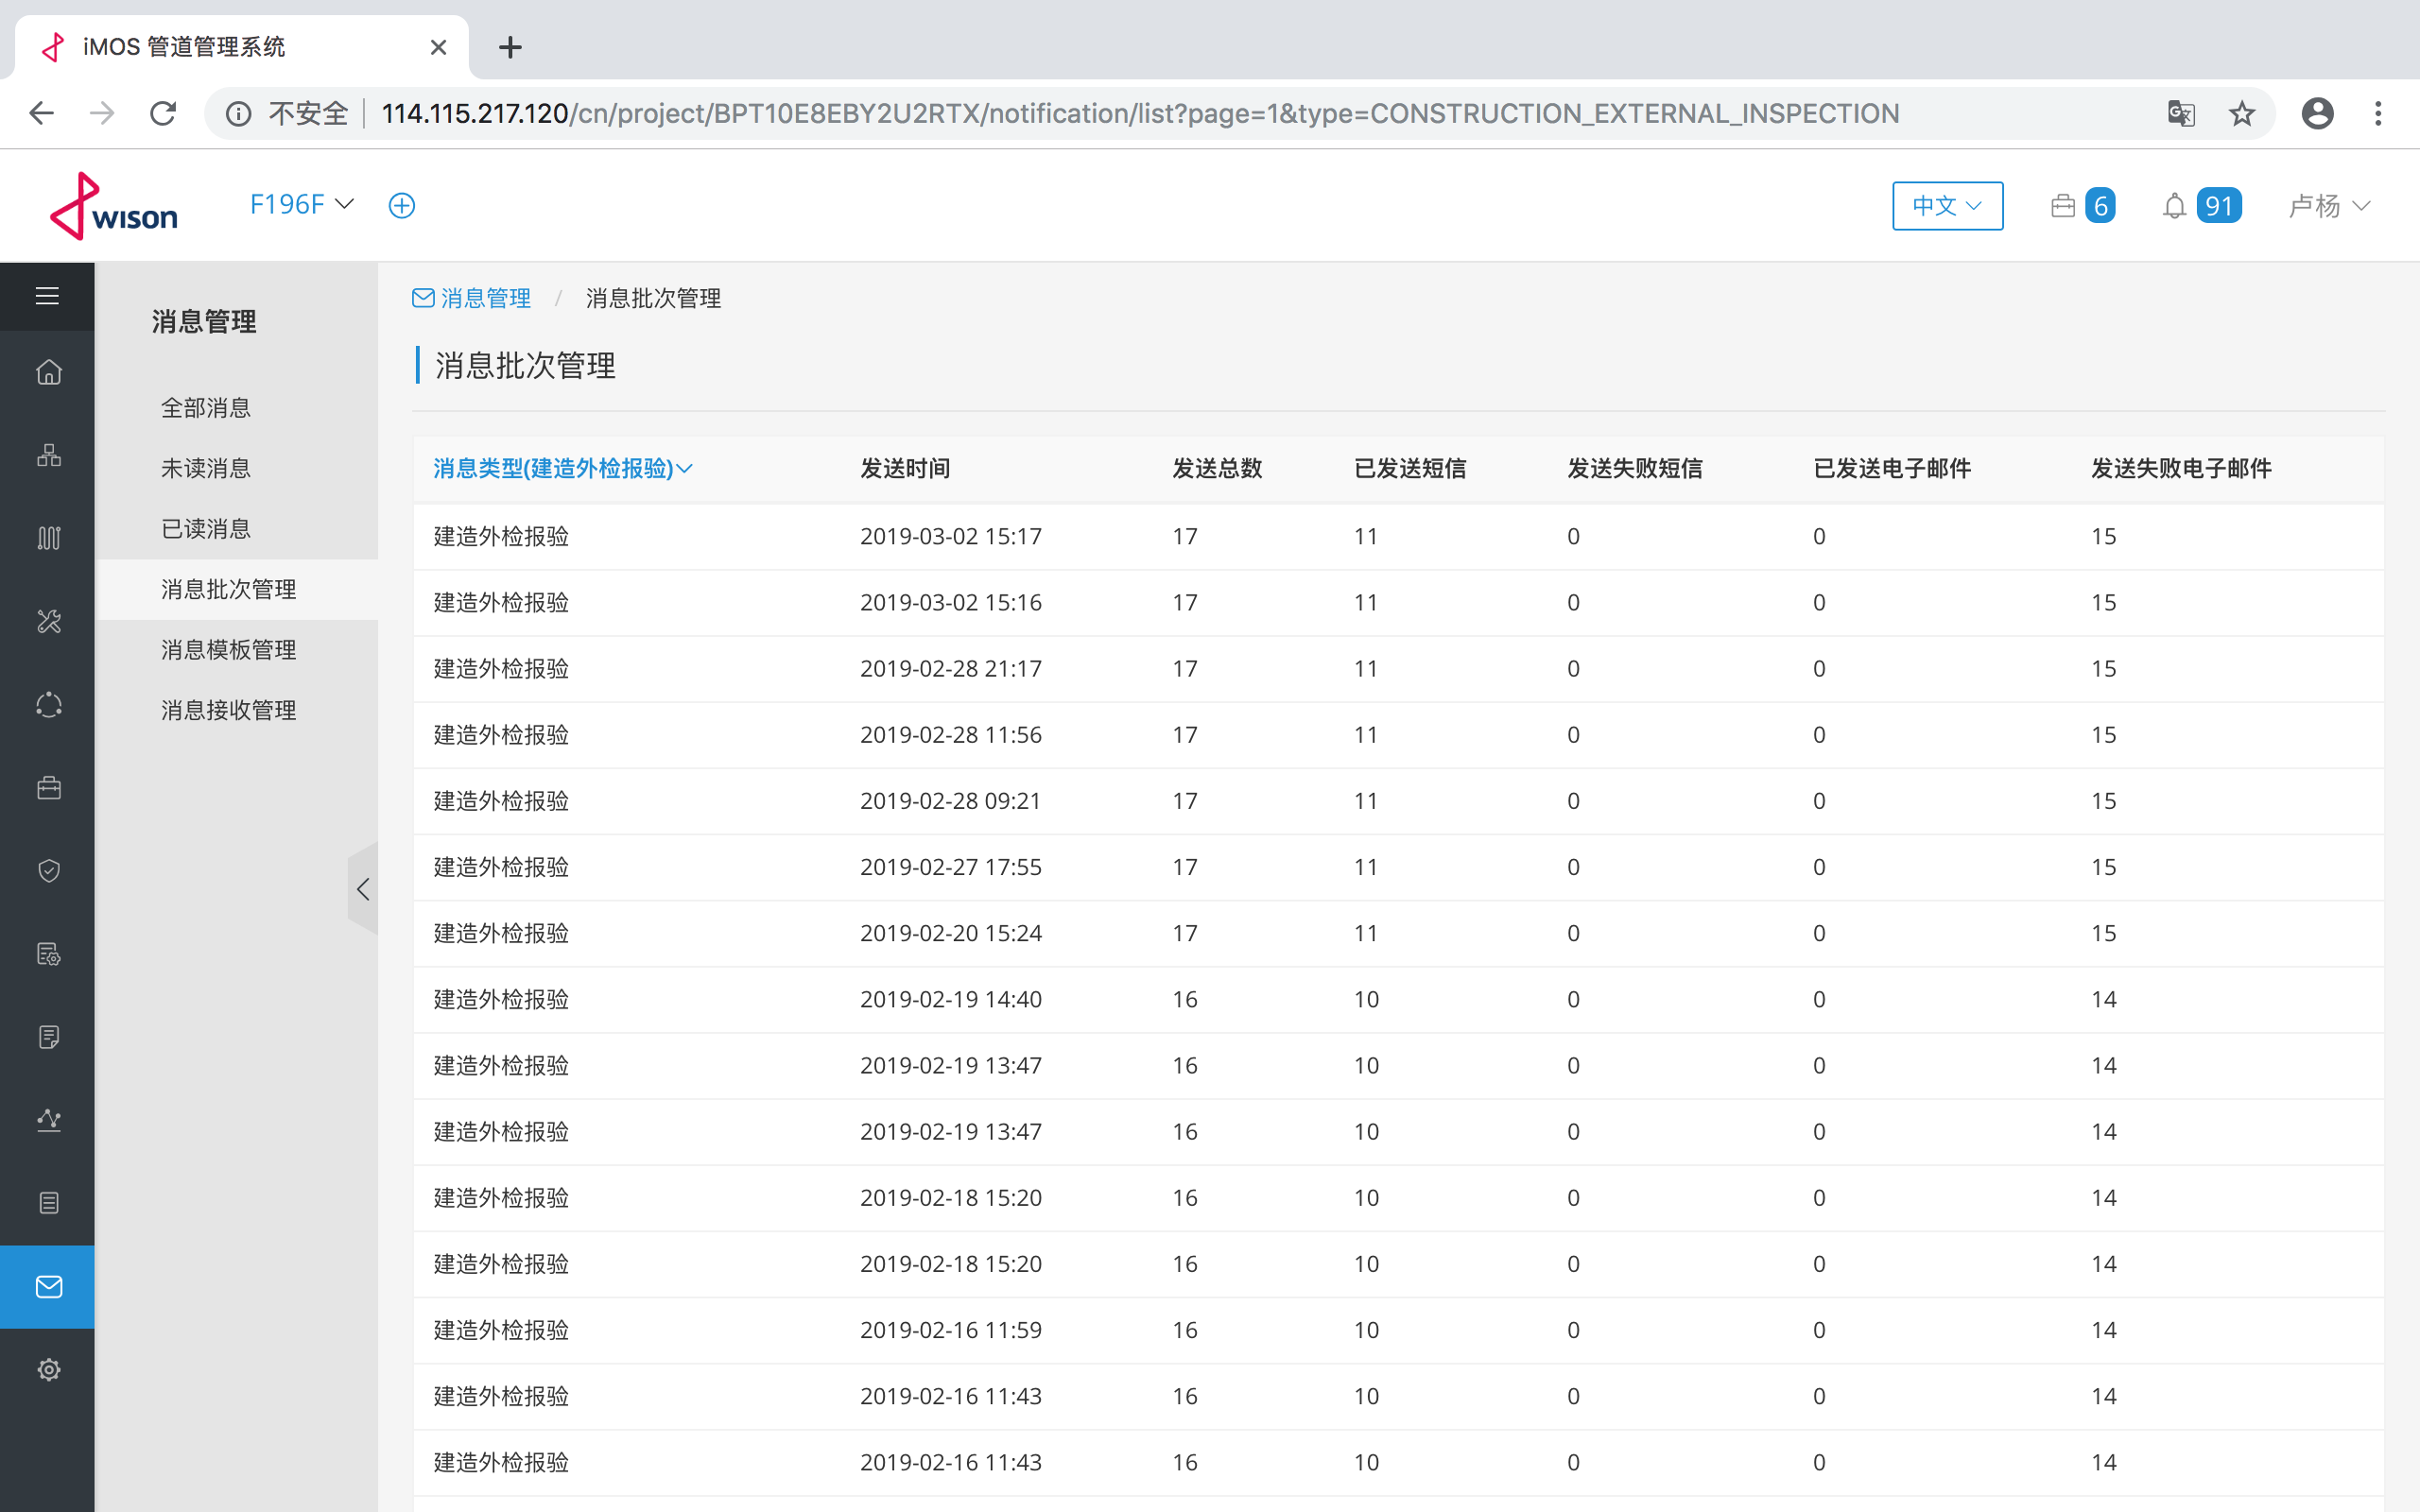 iMOS 管道管理系统
不安全 114.115.217.120/cn/project/BPT10E8EBY2U2RTX/notification/list?page=1&type=CONSTRUCTION_EXTERNAL_INSPECTION
wison F196F 中文 6 91 卢杨
消息管理
全部消息
未读消息
已读消息
消息批次管理
消息模板管理
消息接收管理
消息管理 / 消息批次管理
消息批次管理
消息类型(建造外检报验) 发送时间 发送总数 已发送短信 发送失败短信 已发送电子邮件 发送失败电子邮件
建造外检报验 2019-03-02 15:17 17 11 0 0 15
建造外检报验 2019-03-02 15:16 17 11 0 0 15
建造外检报验 2019-02-28 21:17 17 11 0 0 15
建造外检报验 2019-02-28 11:56 17 11 0 0 15
建造外检报验 2019-02-28 09:21 17 11 0 0 15
建造外检报验 2019-02-27 17:55 17 11 0 0 15
建造外检报验 2019-02-20 15:24 17 11 0 0 15
建造外检报验 2019-02-19 14:40 16 10 0 0 14
建造外检报验 2019-02-19 13:47 16 10 0 0 14
建造外检报验 2019-02-19 13:47 16 10 0 0 14
建造外检报验 2019-02-18 15:20 16 10 0 0 14
建造外检报验 2019-02-18 15:20 16 10 0 0 14
建造外检报验 2019-02-16 11:59 16 10 0 0 14
建造外检报验 2019-02-16 11:43 16 10 0 0 14
建造外检报验 2019-02-16 11:43 16 10 0 0 14